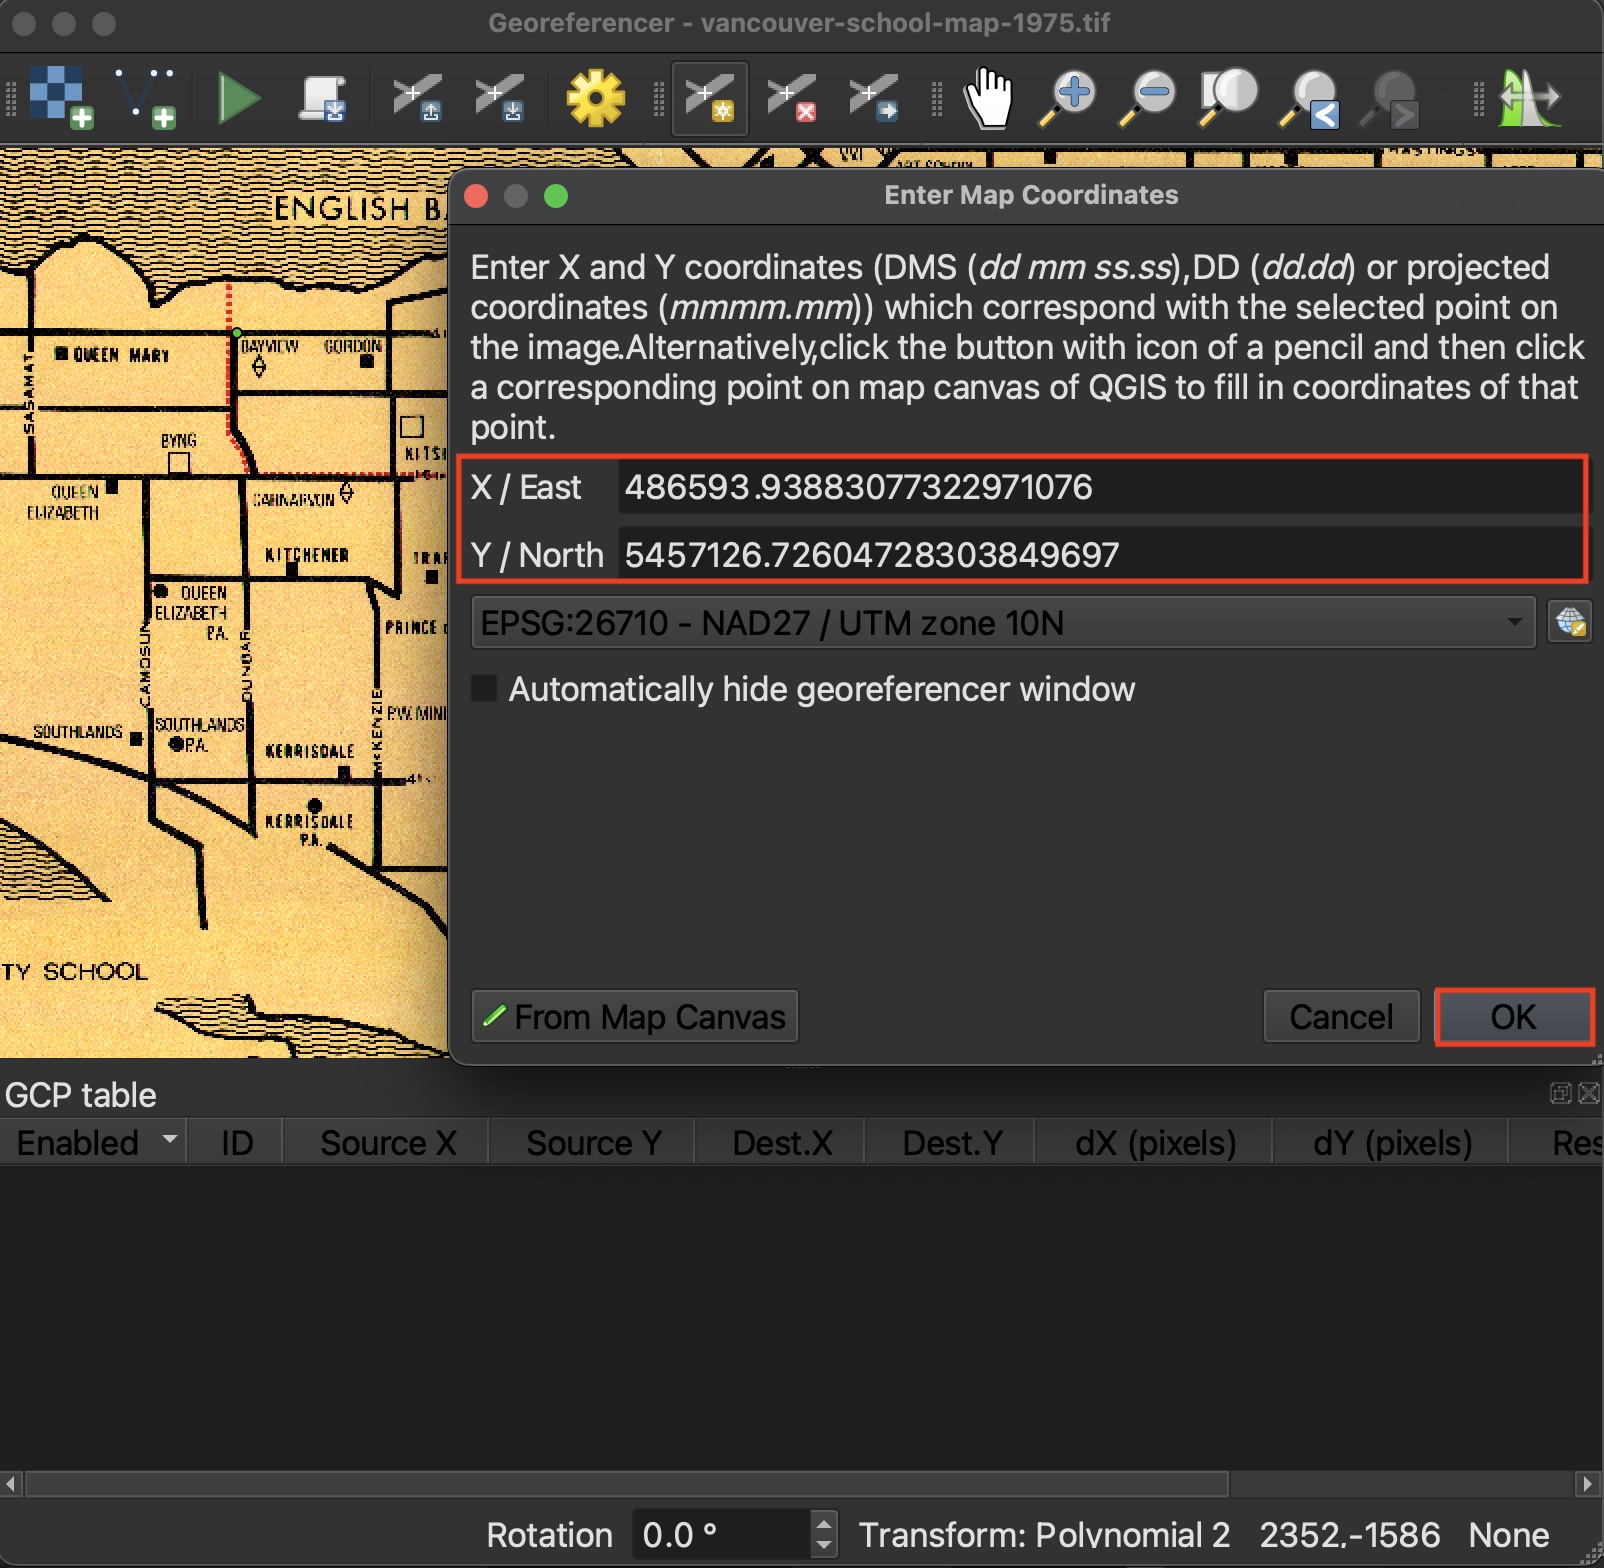 Georeferencer - vancouver-school-map-1975.tif
HASTINGS
ENGLISH B
Enter Map Coordinates
Enter X and Y coordinates (DMS (dd mm ss.ss),DD (dd.dd) or projected
coordinates (mmmm.mm)) which correspond with the selected point on
the image.Alternatively,click the button with icon of a pencil and then click
a corresponding point on map canvas of QGIS to fill in coordinates of that
point.
X / East 486593.93883077322971076
Y / North 5457126.72604728303849697
EPSG:26710 - NAD27 / UTM zone 10N
Automatically hide georeferencer window
From Map Canvas Cancel OK
QUEEN MARY
BAYVIEW GORDON
SASAMAT
BYNG
KITSI
QUEEN
ELIZABETH
CARNARVON
KITCHENER
QUEEN
ELIZABETH
P.A.
PRINCE
CAMOSUN
DUNBAR
McKENZIE
P.W. MINI
SOUTHLANDS
SOUTHLANDS
P.A.
KERRISDALE
KERRISDALE
P.A.
TY SCHOOL
GCP table
Enabled ID Source X Source Y Dest.X Dest.Y dX (pixels) dY (pixels) Res
Rotation 0.0 ° Transform: Polynomial 2 2352,-1586 None